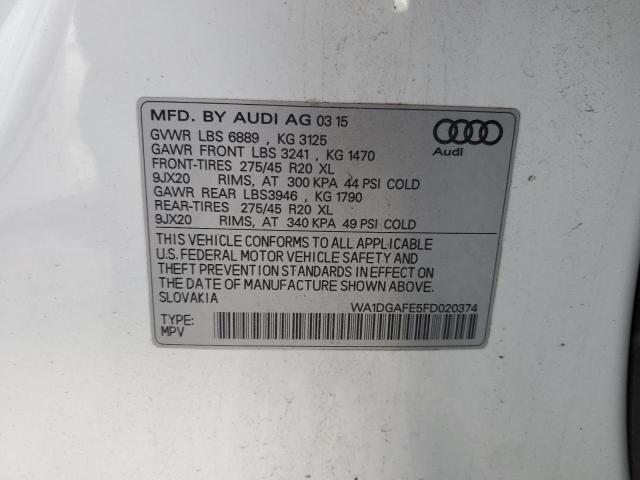 MFD. BY AUDI AG 03 15
GVWR LBS 6889 , KG 3125
GAWR FRONT LBS 3241 , KG 1470
FRONT-TIRES 275/45 R20 XL
9JX20 RIMS, AT 300 KPA 44 PSI COLD
GAWR REAR LBS3946 , KG 1790
REAR-TIRES 275/45 R20 XL
9JX20 RIMS, AT 340 KPA 49 PSI COLD
Audi
THIS VEHICLE CONFORMS TO ALL APPLICABLE
U.S. FEDERAL MOTOR VEHICLE SAFETY AND
THEFT PREVENTION STANDARDS IN EFFECT ON
THE DATE OF MANUFACTURE SHOWN ABOVE.
SLOVAKIA
WA1DGAFE5FD020374
TYPE:
MPV